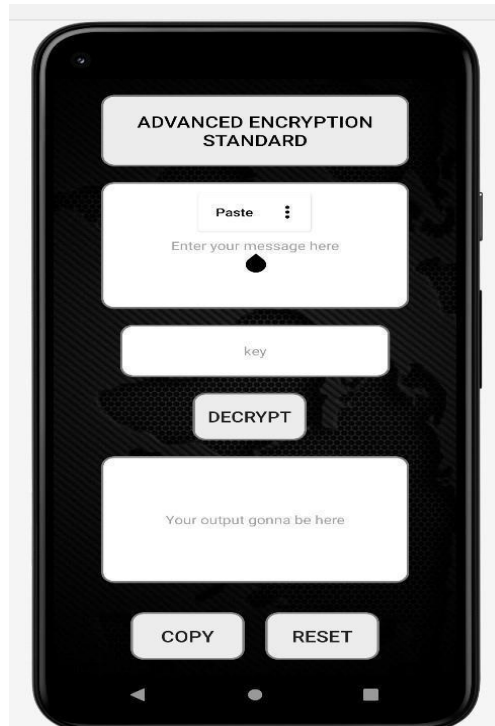 ADVANCED ENCRYPTION
STANDARD
Paste
Enter your message here
key
DECRYPT
Your output gonna be here
COPY
RESET